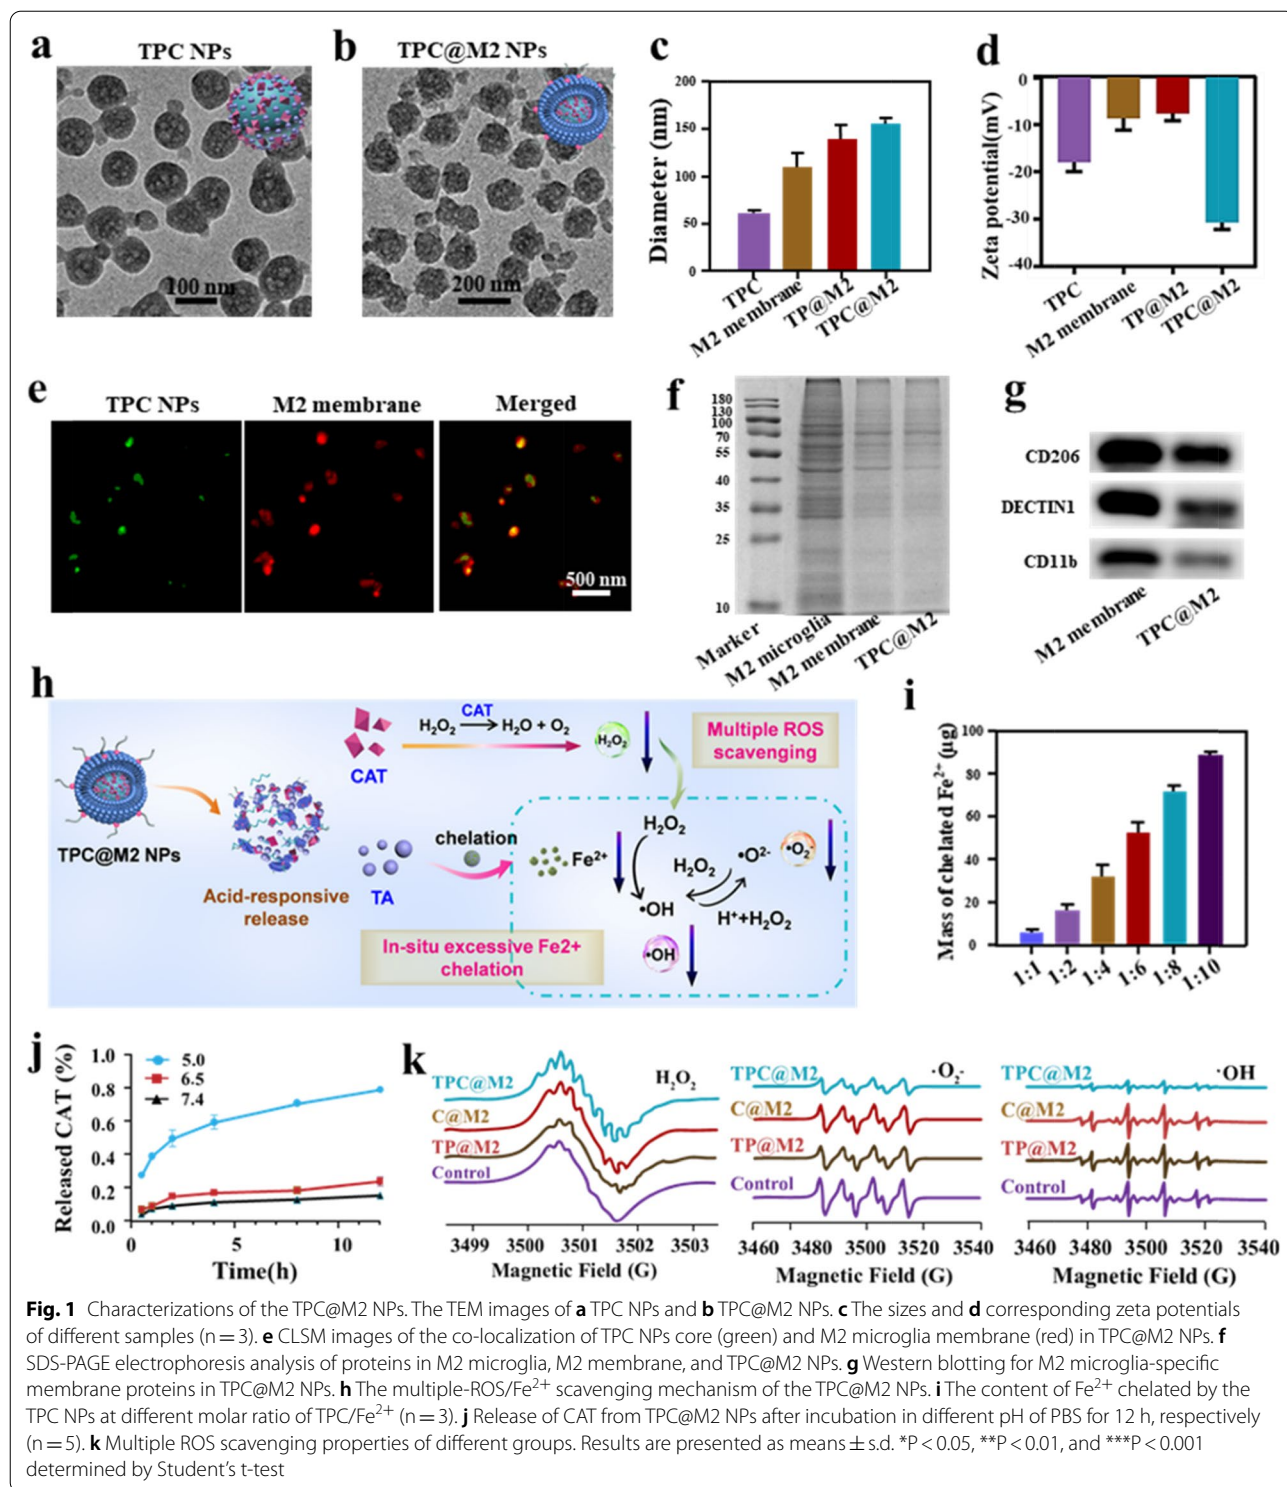 a
TPC NPs
100 nm
b
TPC@M2 NPs
200 nm
c
Diameter (nm)
200
150
100
50
0
TPC
M2 membrane
TP@M2
TPC@M2
d
Zeta potential(mV)
0
-10
-20
-30
-40
TPC
M2 membrane
TP@M2
TPC@M2
e
TPC NPs
M2 membrane
Merged
500 nm
f
180
130
100
70
55
40
35
25
10
Marker
M2 microglia
M2 membrane
TPC@M2
g
CD206
DECTIN1
CD11b
M2 membrane
TPC@M2
h
TPC@M2 NPs
Acid-responsive
release
CAT
H₂O₂ CAT→ H₂O + O₂
H₂O₂
Multiple ROS
scavenging
TA
chelation
Fe²⁺
In-situ excessive Fe2+
chelation
H₂O₂
H₂O₂
•O²⁻
•O₂⁻
•OH
H⁺+H₂O₂
•OH
i
Mass of chelated Fe²⁺ (μg)
100
80
60
40
20
0
1:1
1:2
1:4
1:6
1:8
1:10
j
Released CAT (%)
1.0
0.8
0.6
0.4
0.2
0.0
5.0
6.5
7.4
0
5
10
Time(h)
k
TPC@M2
C@M2
TP@M2
Control
H₂O₂
3499
3500
3501
3502
3503
Magnetic Field (G)
TPC@M2
C@M2
TP@M2
Control
·O₂⁻
3460
3480
3500
3520
3540
Magnetic Field (G)
TPC@M2
C@M2
TP@M2
Control
·OH
3460
3480
3500
3520
3540
Magnetic Field (G)
Fig. 1 Characterizations of the TPC@M2 NPs. The TEM images of a TPC NPs and b TPC@M2 NPs. c The sizes and d corresponding zeta potentials
of different samples (n = 3). e CLSM images of the co-localization of TPC NPs core (green) and M2 microglia membrane (red) in TPC@M2 NPs. f
SDS-PAGE electrophoresis analysis of proteins in M2 microglia, M2 membrane, and TPC@M2 NPs. g Western blotting for M2 microglia-specific
membrane proteins in TPC@M2 NPs. h The multiple-ROS/Fe²⁺ scavenging mechanism of the TPC@M2 NPs. i The content of Fe²⁺ chelated by the
TPC NPs at different molar ratio of TPC/Fe²⁺ (n = 3). j Release of CAT from TPC@M2 NPs after incubation in different pH of PBS for 12 h, respectively
(n = 5). k Multiple ROS scavenging properties of different groups. Results are presented as means ± s.d. *P < 0.05, **P < 0.01, and ***P < 0.001
determined by Student's t-test